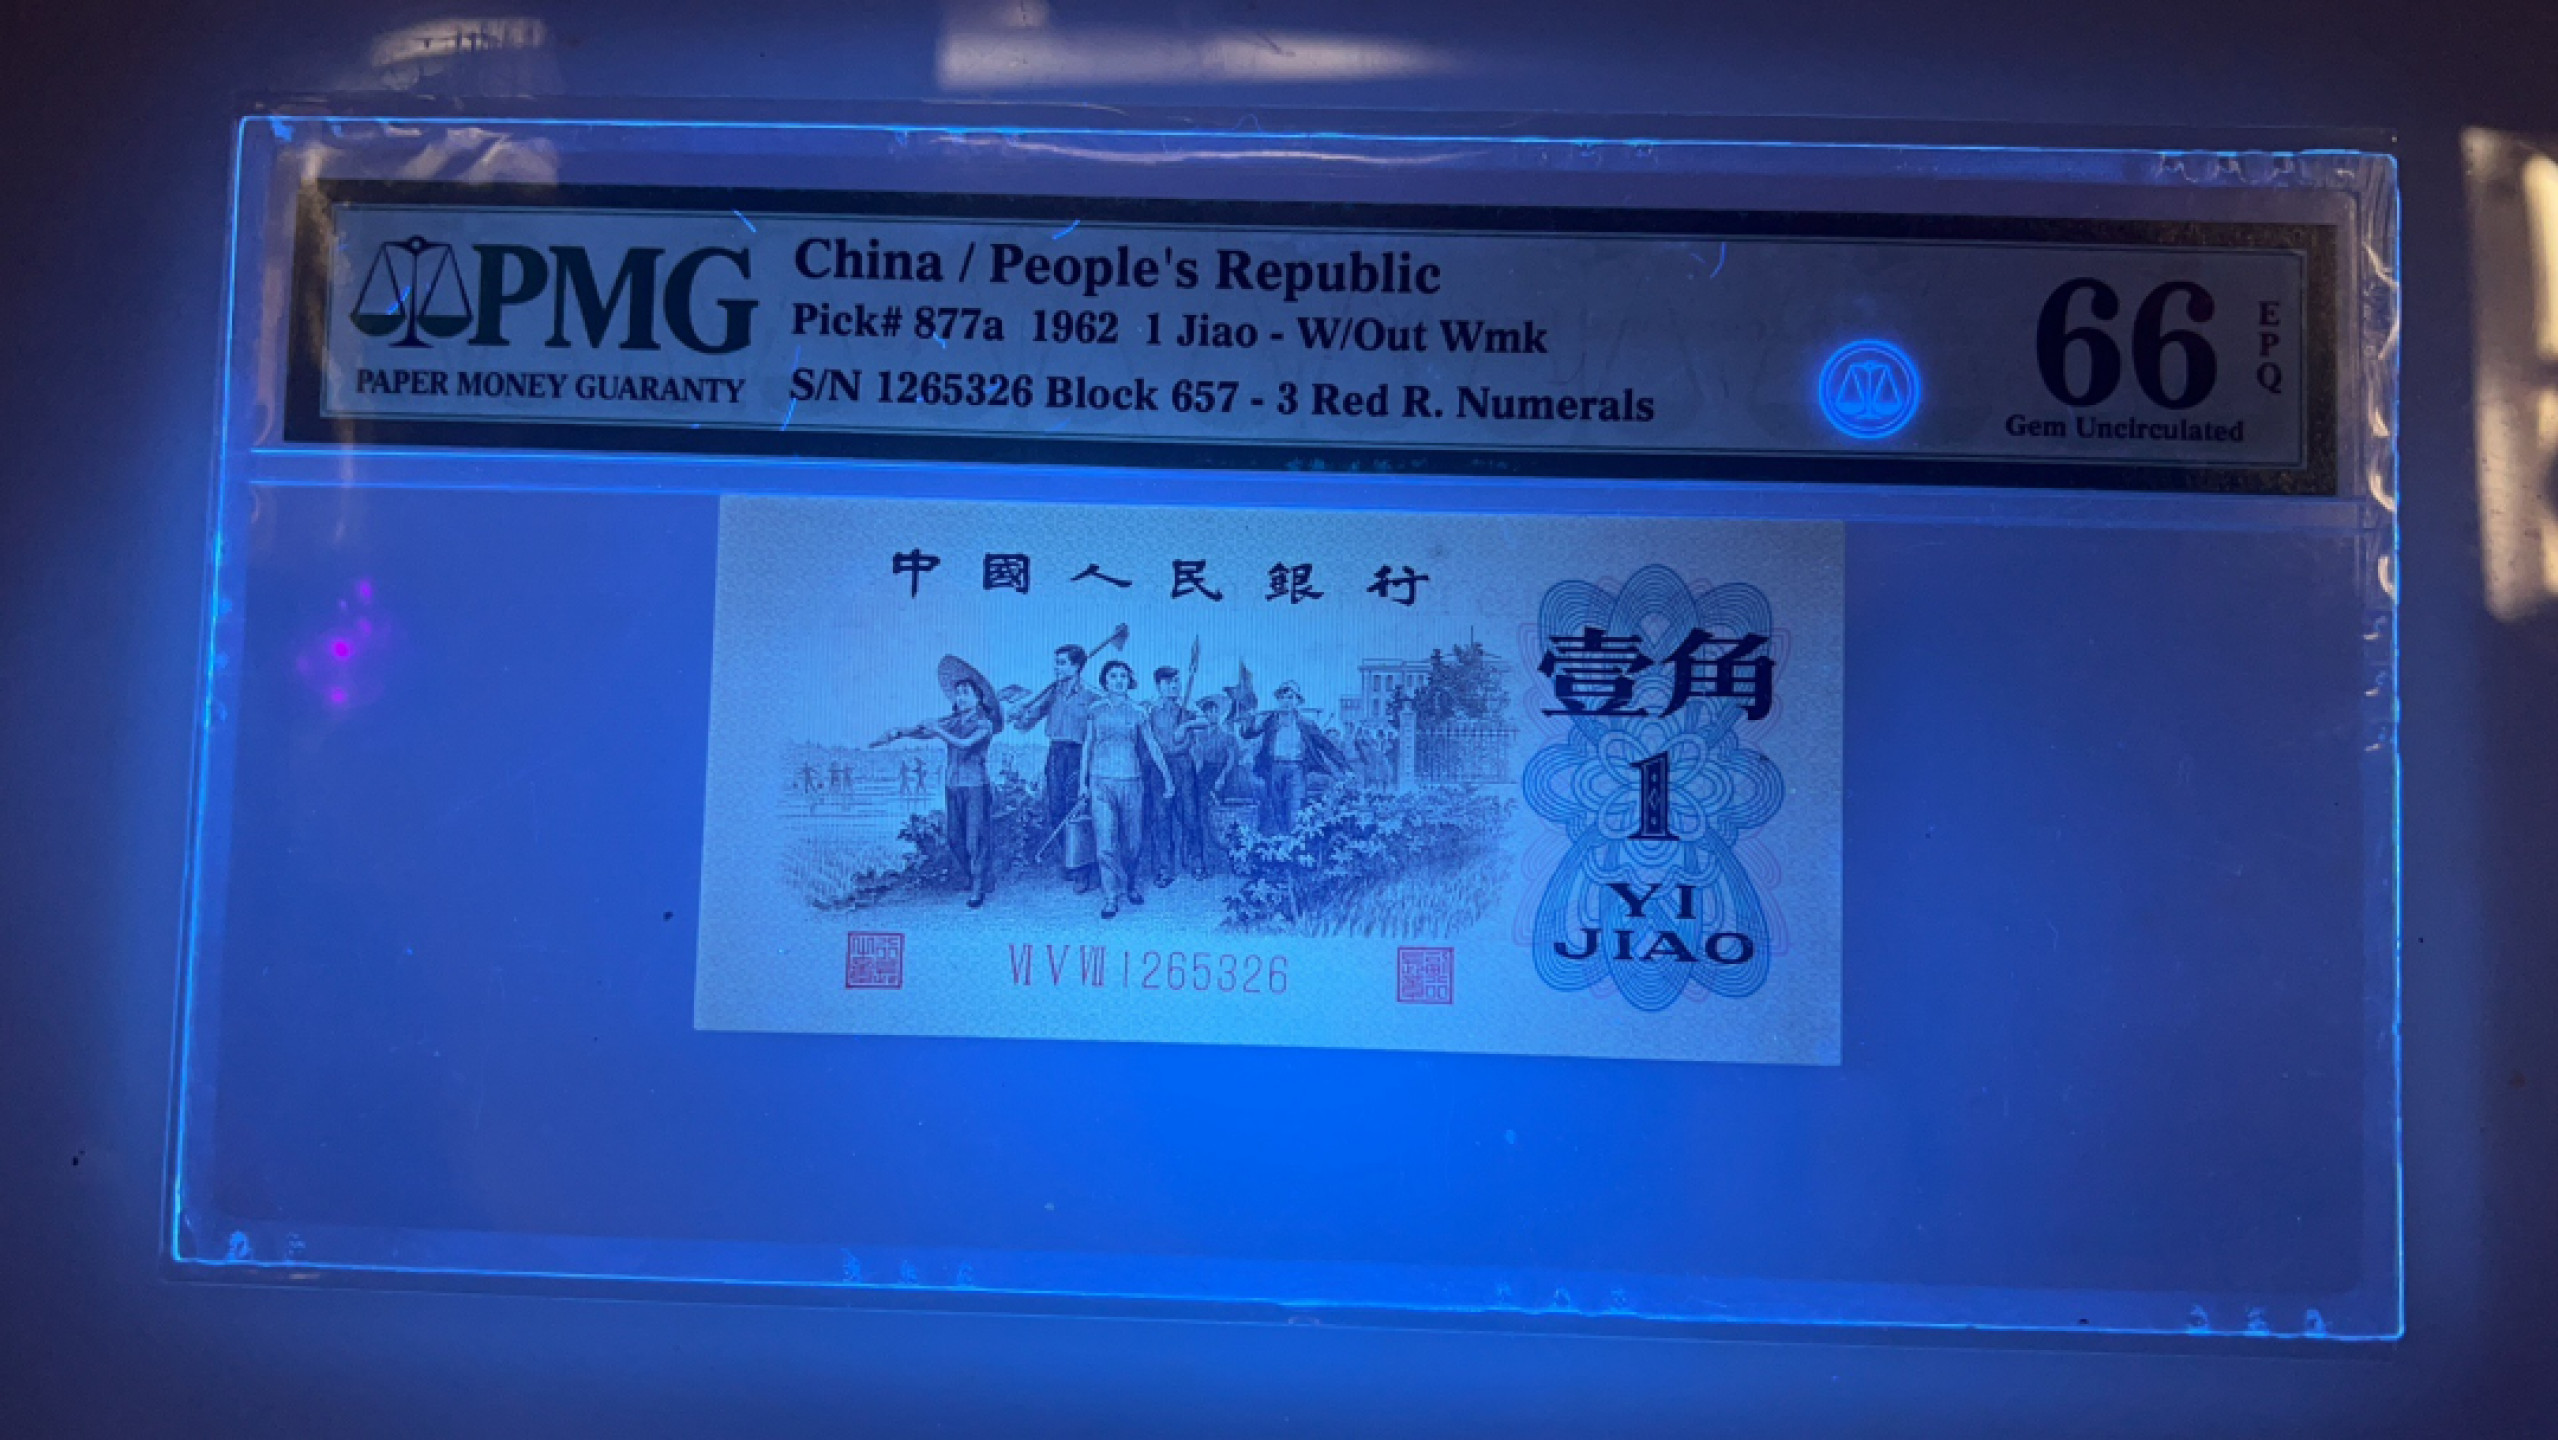 PMG
PAPER MONEY GUARANTY
China / People's Republic
Pick# 877a 1962 1 Jiao - W/Out Wmk
S/N 1265326 Block 657 - 3 Red R. Numerals
66
EPQ
Gem Uncirculated
中國人民銀行
壹角
1
YI
JIAO
VI V VII 1265326